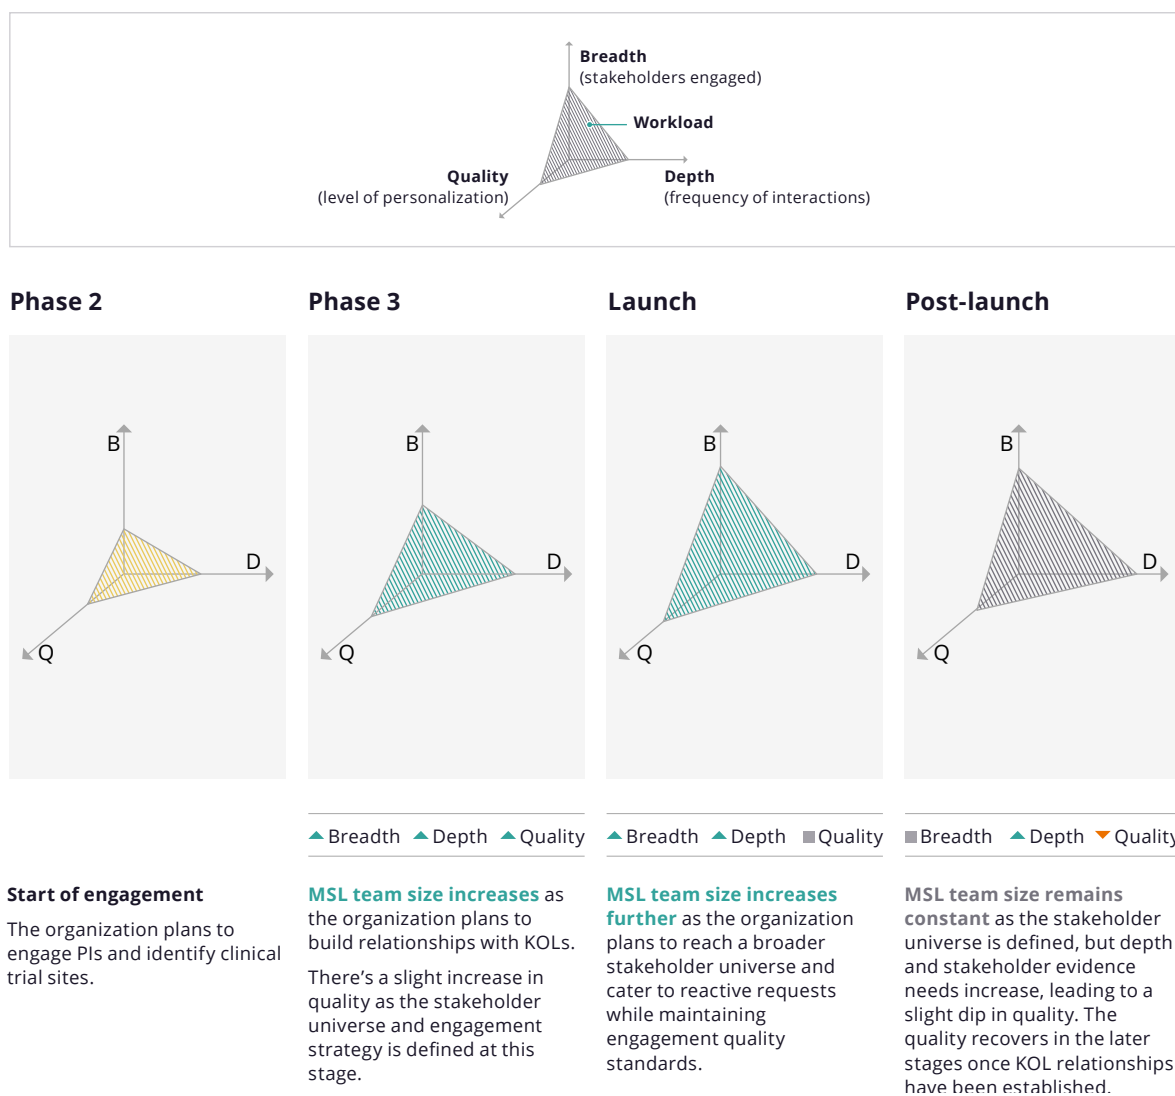 Breadth
(stakeholders engaged)
Workload
Quality
(level of personalization)
Depth
(frequency of interactions)
Phase 2
Phase 3
Launch
Post-launch
B
D
Q
B
D
Q
B
D
Q
B
D
Q
Breadth Depth Quality
Breadth Depth Quality
Breadth Depth Quality
Start of engagement
The organization plans to
engage PIs and identify clinical
trial sites.
MSL team size increases as
the organization plans to
build relationships with KOLs.
There’s a slight increase in
quality as the stakeholder
universe and engagement
strategy is defined at this
stage.
MSL team size increases
further as the organization
plans to reach a broader
stakeholder universe and
cater to reactive requests
while maintaining
engagement quality
standards.
MSL team size remains
constant as the stakeholder
universe is defined, but depth
and stakeholder evidence
needs increase, leading to a
slight dip in quality. The
quality recovers in the later
stages once KOL relationships
have been established.